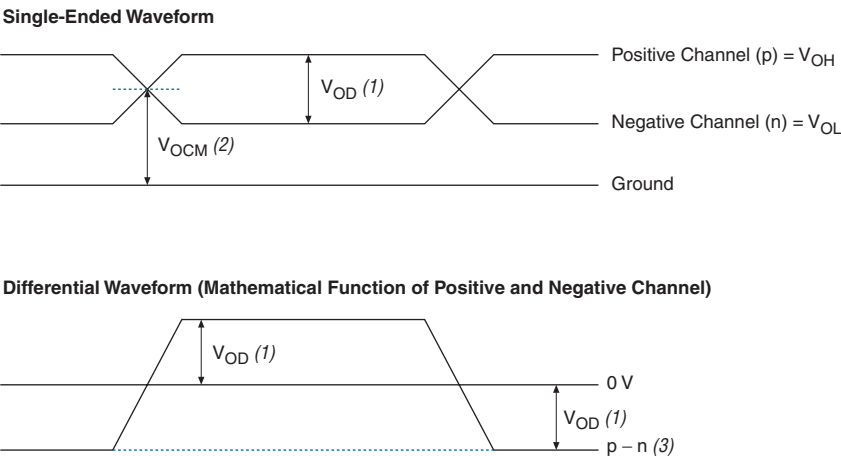 Single-Ended Waveform
Positive Channel (p) = VOH
VOD (1)
Negative Channel (n) = VOL
VOCM (2)
Ground
Differential Waveform (Mathematical Function of Positive and Negative Channel)
VOD (1)
0 V
VOD (1)
p – n (3)